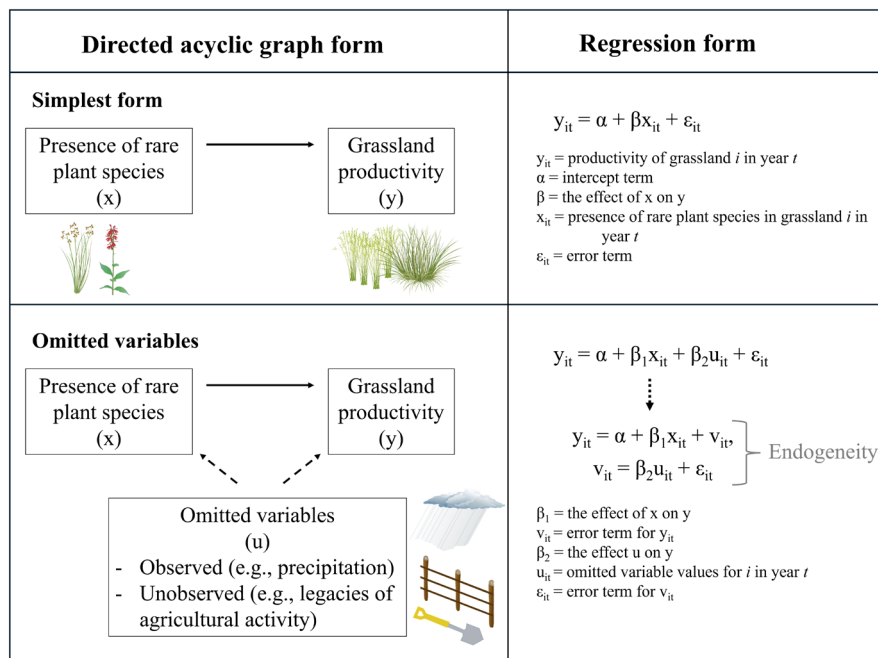 Directed acyclic graph form
Regression form
Simplest form
Presence of rare
plant species
(x)
Grassland
productivity
(y)
yᵢₜ = α + βxᵢₜ + εᵢₜ
yᵢₜ = productivity of grassland i in year t
α = intercept term
β = the effect of x on y
xᵢₜ = presence of rare plant species in grassland i in
year t
εᵢₜ = error term
Omitted variables
Presence of rare
plant species
(x)
Grassland
productivity
(y)
Omitted variables
(u)
- Observed (e.g., precipitation)
- Unobserved (e.g., legacies of
agricultural activity)
yᵢₜ = α + β₁xᵢₜ + β₂uᵢₜ + εᵢₜ
yᵢₜ = α + β₁xᵢₜ + vᵢₜ,
vᵢₜ = β₂uᵢₜ + εᵢₜ
Endogeneity
β₁ = the effect of x on y
vᵢₜ = error term for yᵢₜ
β₂ = the effect u on y
uᵢₜ = omitted variable values for i in year t
εᵢₜ = error term for vᵢₜ